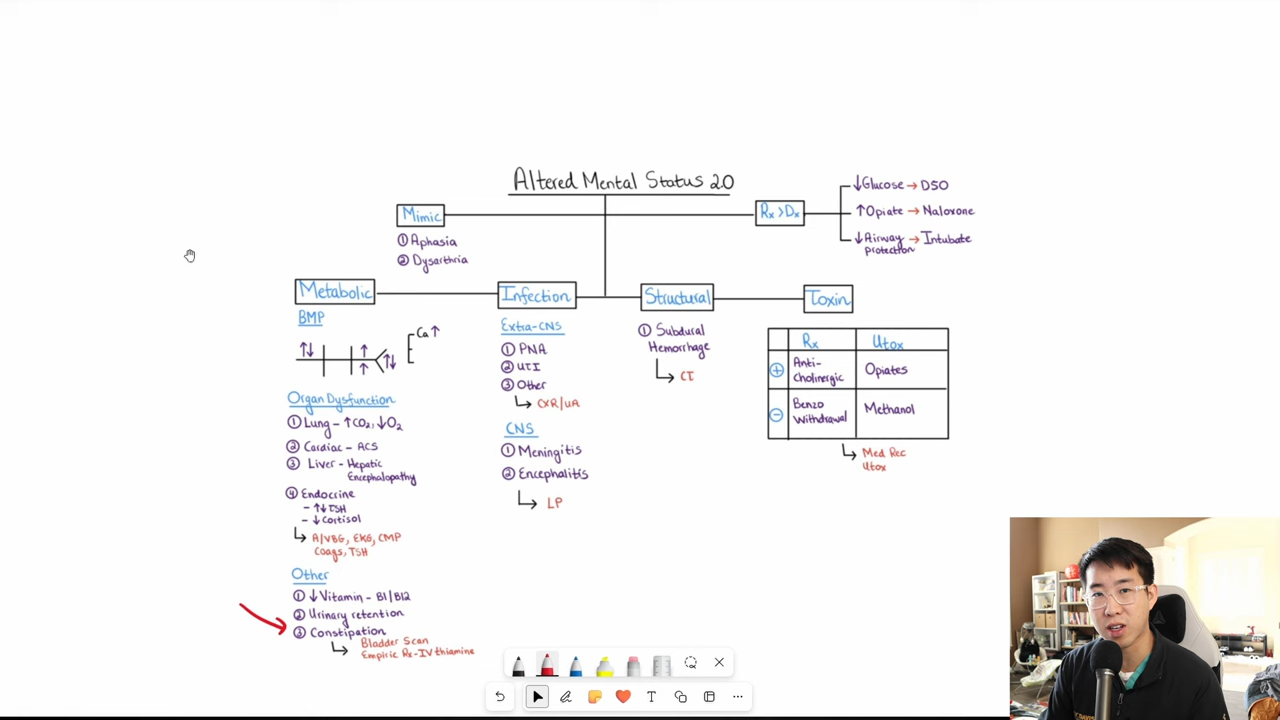 Altered Mental Status 2.0
Mimic
① Aphasia
② Dysarthria
Rx > Dx
↓Glucose → D50
↑Opiate → Naloxone
↓Airway protection → Intubate
Metabolic
BMP
↑↓ ↑ ↑ ↑↓ Ca↑
Organ Dysfunction
① Lung - ↑CO2, ↓O2
② Cardiac - ACS
③ Liver - Hepatic
Encephalopathy
④ Endocrine
- ↑↓ TSH
- ↓ Cortisol
A/VBG, EKG, CMP
Coags, TSH
Other
① ↓ Vitamin - B1/B12
② Urinary retention
③ Constipation
Bladder Scan
Empiric Rx-IV thiamine
Infection
Extra-CNS
① PNA
② UTI
③ Other
CXR/UA
CNS
① Meningitis
② Encephalitis
LP
Structural
① Subdural
Hemorrhage
CT
Toxin
Rx Utox
⊕ Anti-
Cholinergic Opiates
⊖ Benzo
Withdrawal Methanol
Med Rec
Utox